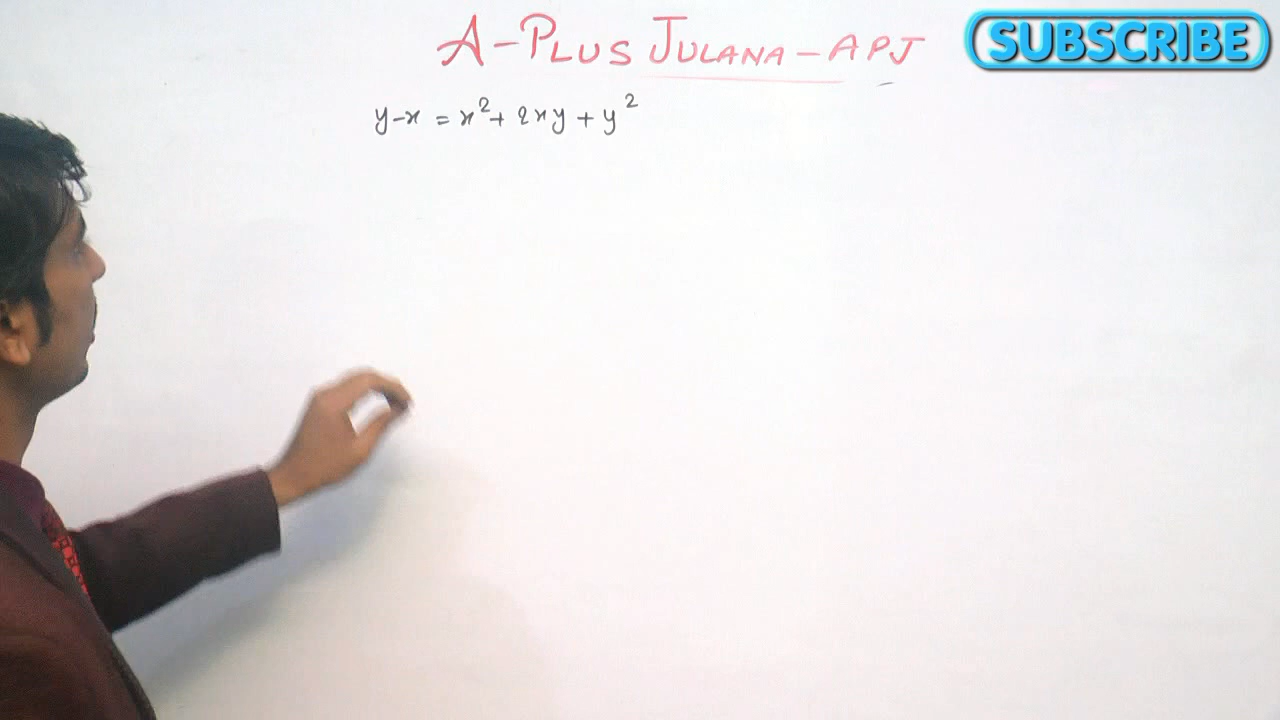 A-PLUS JULANA-APJ
SUBSCRIBE
y-x = x²+2xy+y²